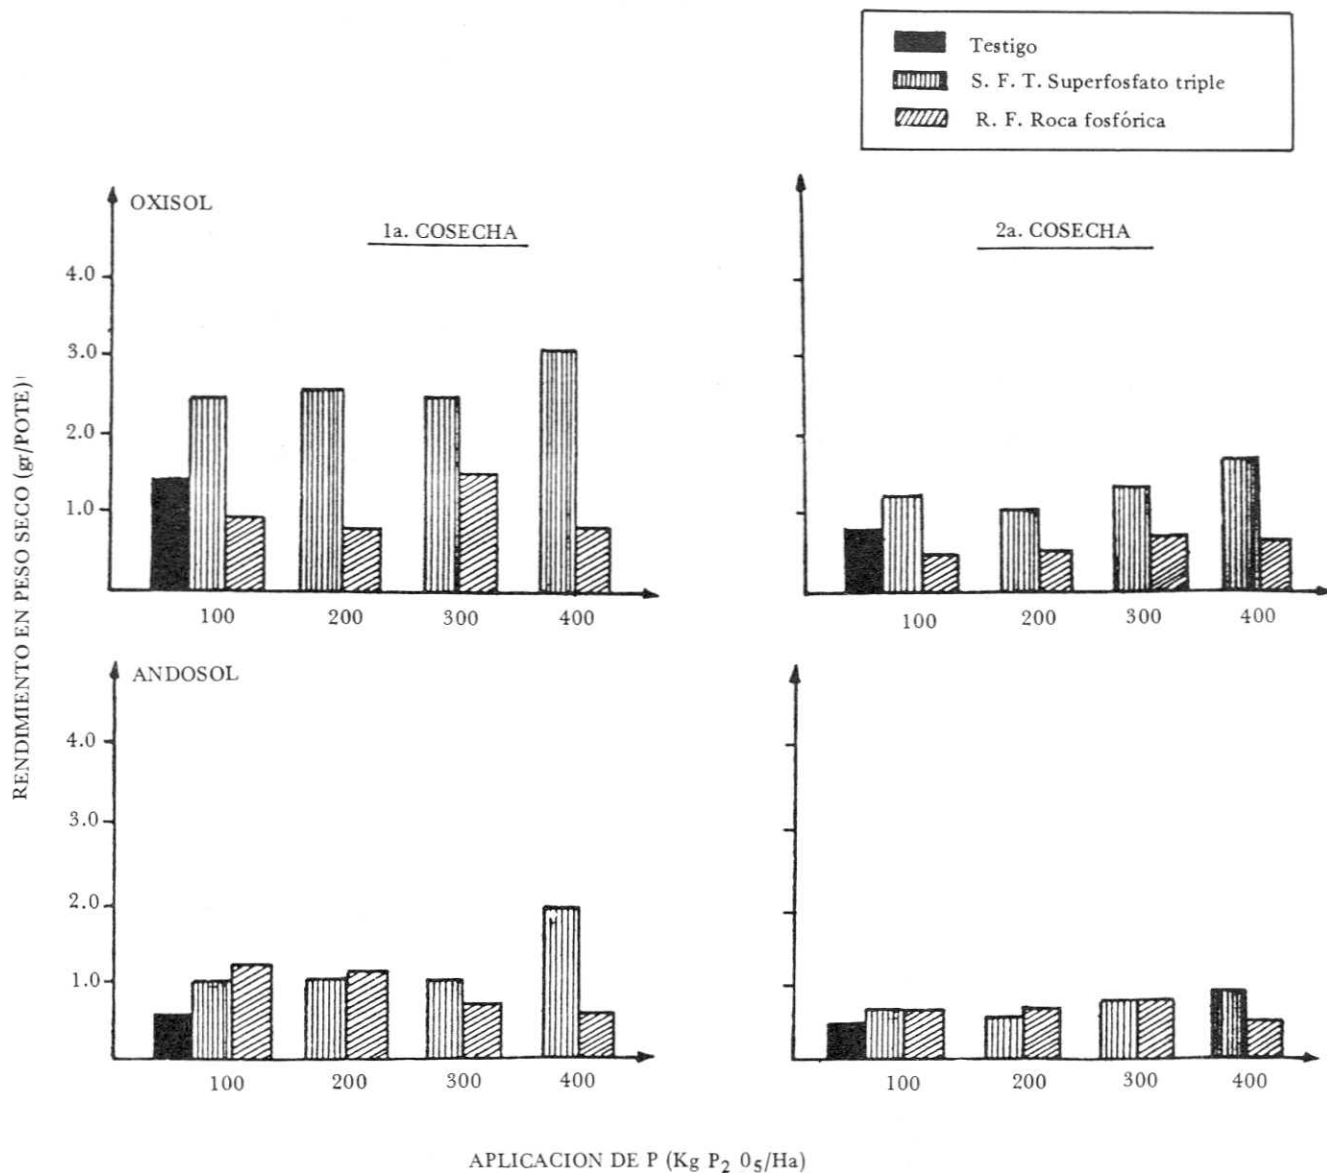 Testigo
S. F. T. Superfosfato triple
R. F. Roca fosfórica
OXISOL
1a. COSECHA
4.0
3.0
2.0
1.0
100 200 300 400
2a. COSECHA
100 200 300 400
RENDIMIENTO EN PESO SECO (gr/POTE)
ANDOSOL
4.0
3.0
2.0
1.0
100 200 300 400
100 200 300 400
APLICACION DE P (Kg P2 05/Ha)